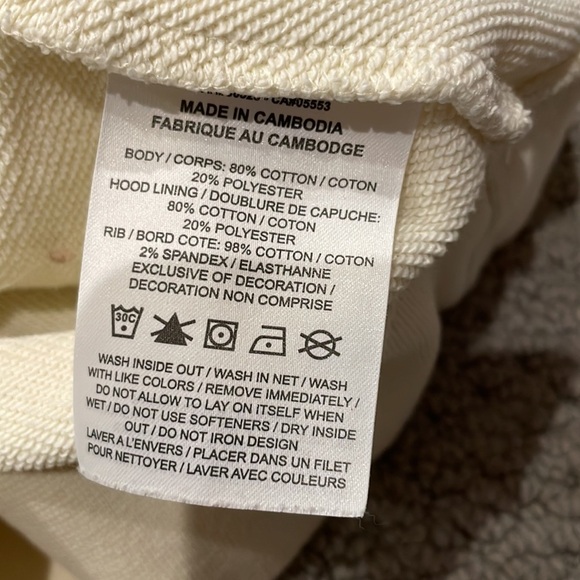 CA#05553
MADE IN CAMBODIA
FABRIQUE AU CAMBODGE
BODY / CORPS: 80% COTTON / COTON
20% POLYESTER
HOOD LINING / DOUBLURE DE CAPUCHE:
80% COTTON / COTON
20% POLYESTER
RIB / BORD COTE: 98% COTTON / COTON
2% SPANDEX / ELASTHANNE
EXCLUSIVE OF DECORATION /
DECORATION NON COMPRISE
30C
WASH INSIDE OUT / WASH IN NET / WASH
WITH LIKE COLORS / REMOVE IMMEDIATELY /
DO NOT ALLOW TO LAY ON ITSELF WHEN
WET / DO NOT USE SOFTENERS / DRY INSIDE
OUT / DO NOT IRON DESIGN
LAVER A L'ENVERS / PLACER DANS UN FILET
POUR NETTOYER / LAVER AVEC COULEURS